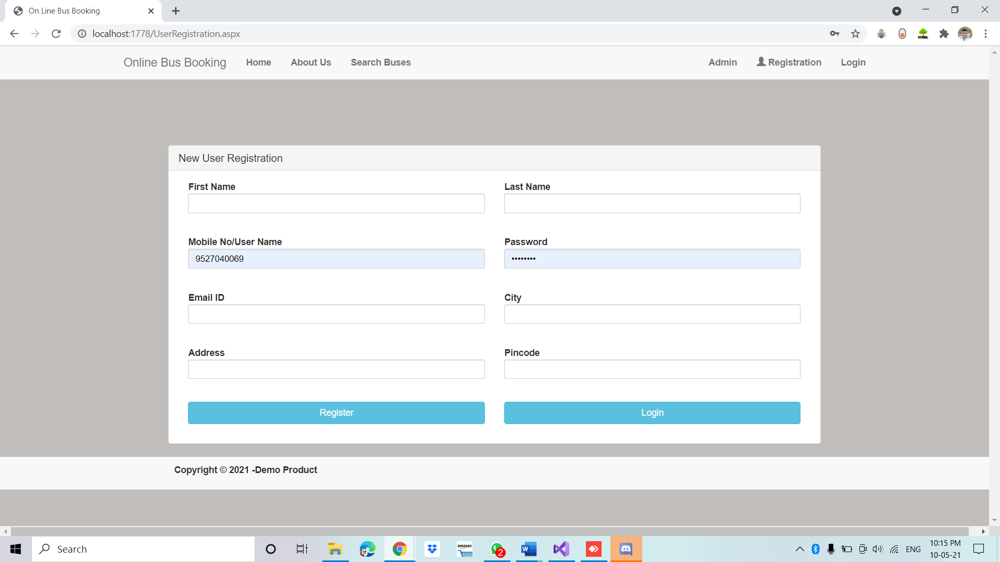 On Line Bus Booking
localhost:1778/UserRegistration.aspx
HTML
Online Bus Booking Home About Us Search Buses Admin Registration Login
New User Registration
First Name Last Name
Mobile No/User Name Password
9527040069 ••••••••
Email ID City
Address Pincode
Register Login
Copyright © 2021 -Demo Product
Search
amazon
2
W
ENG
10:15 PM
10-05-21